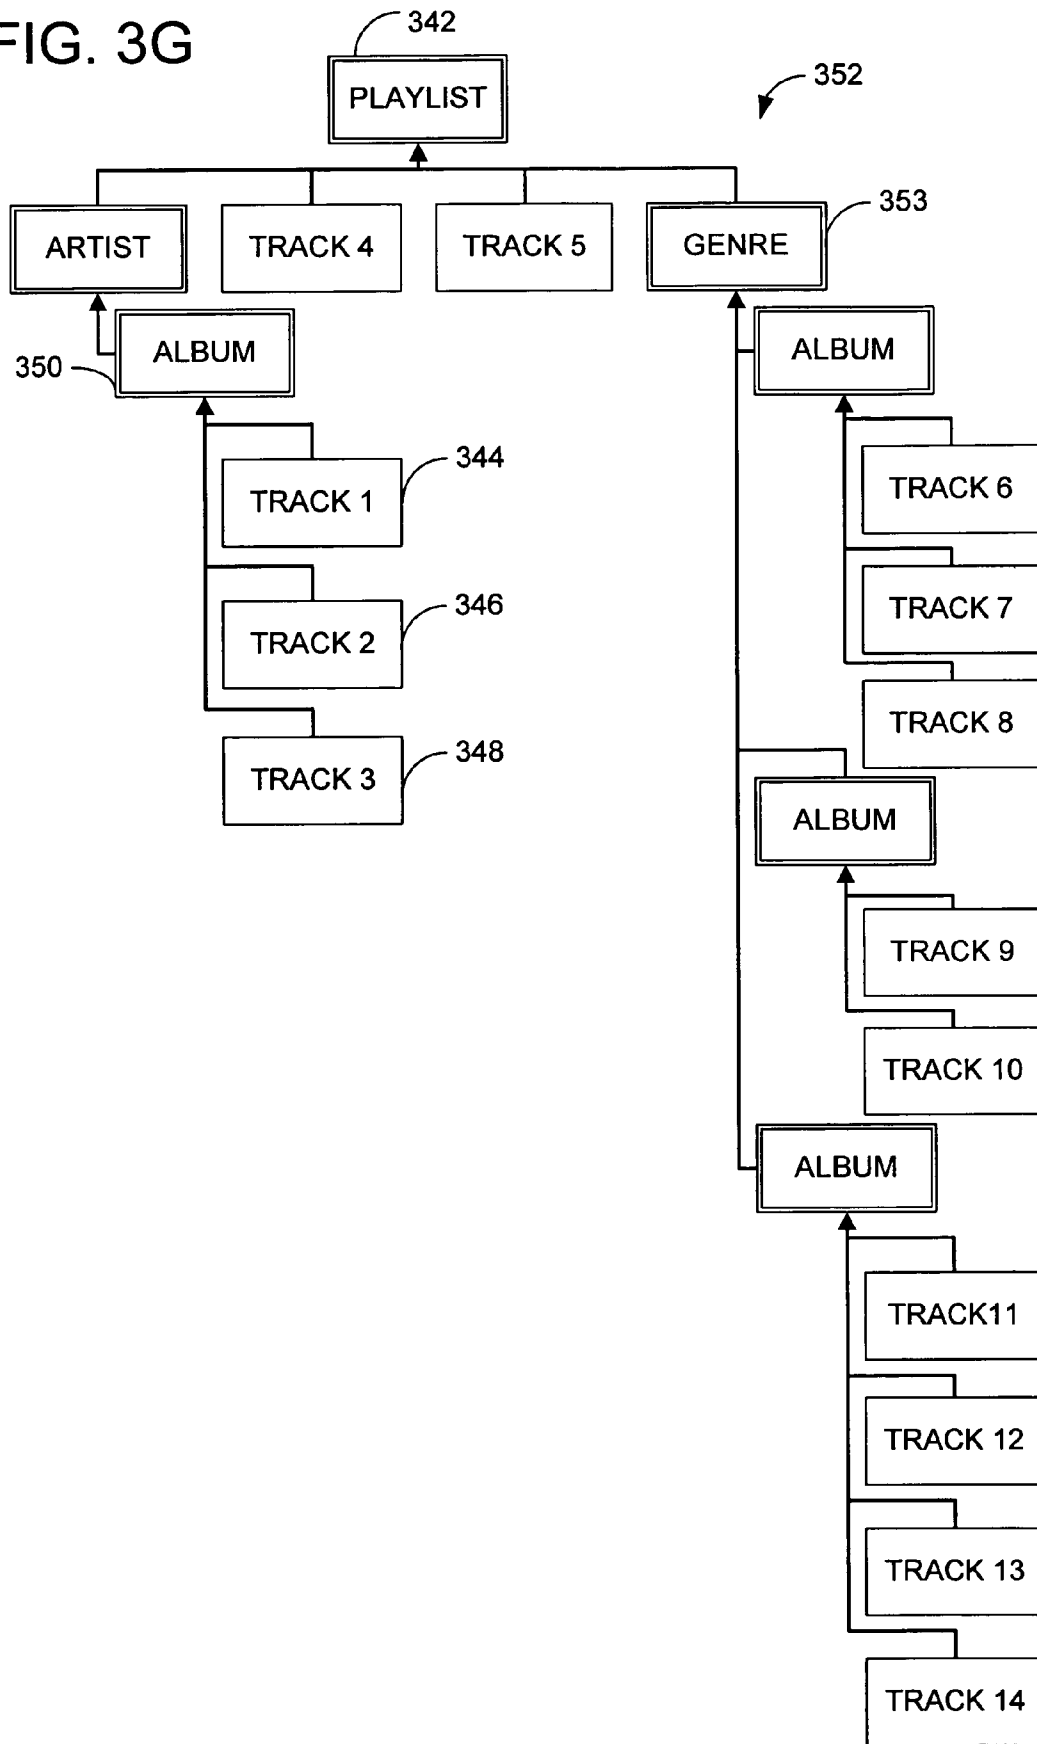 FIG. 3G
342
PLAYLIST
352
353
ARTIST
TRACK 4
TRACK 5
GENRE
350
ALBUM
ALBUM
344
TRACK 1
TRACK 6
346
TRACK 2
TRACK 7
348
TRACK 3
TRACK 8
ALBUM
TRACK 9
TRACK 10
ALBUM
TRACK11
TRACK 12
TRACK 13
TRACK 14